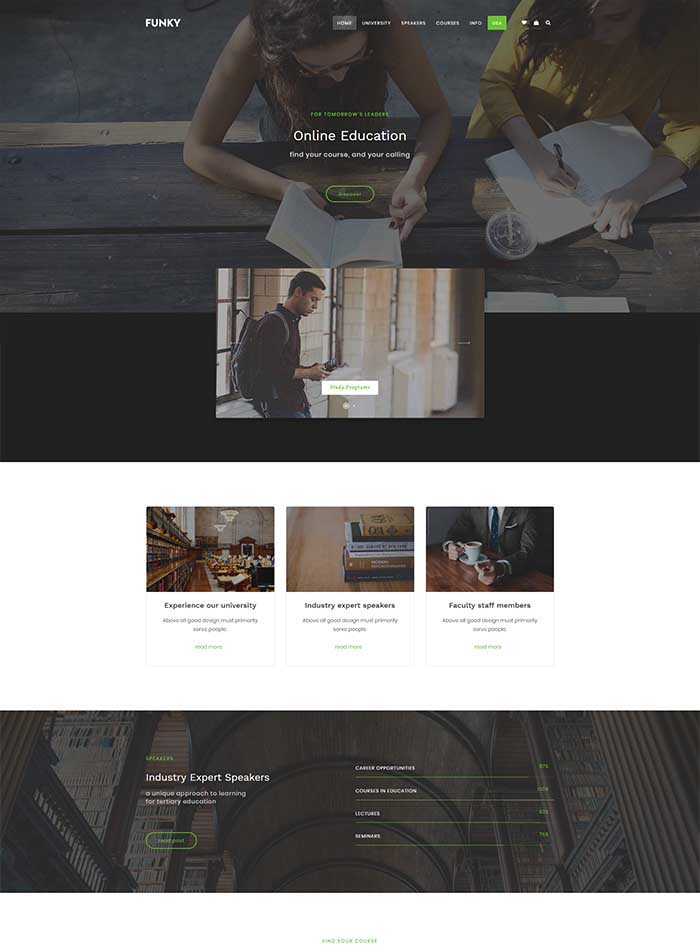 FUNKY
HOME UNIVERSITY SPEAKERS COURSES INFO Q&A
FOR TOMORROW'S LEADERS
Online Education
find your course, and your calling
discover
Study Programs
Experience our university
Above all good design must primarily
serve people.
read more
Industry expert speakers
Above all good design must primarily
serve people.
read more
Faculty staff members
Above all good design must primarily
serve people.
read more
SPEAKERS
Industry Expert Speakers
a unique approach to learning
for tertiary education
read post
CAREER OPPORTUNITIES
COURSES IN EDUCATION
LECTURES
SEMINARS
FIND YOUR COURSE